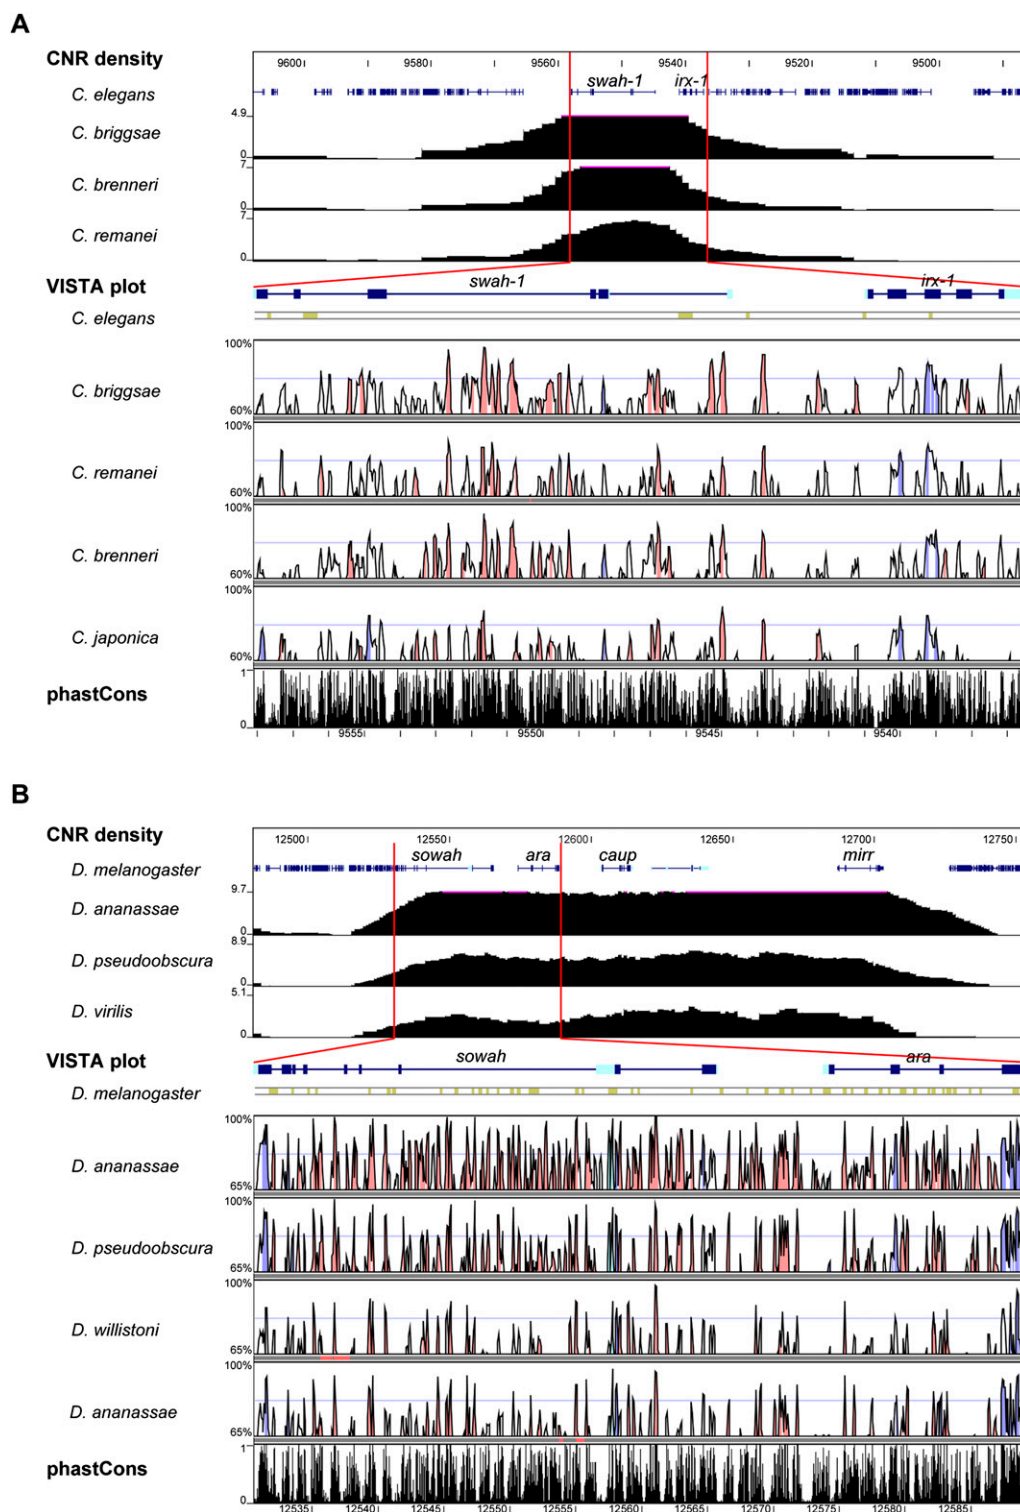 A
CNR density
9600 9580 9560 9540 9520 9500
C. elegans swah-1 irx-1
4.9
C. briggsae
0
7
C. brenneri
0
7
C. remanei
0
VISTA plot swah-1 irx-1
C. elegans
100%
C. briggsae
60%
100%
C. remanei
60%
100%
C. brenneri
60%
100%
C. japonica
60%
1
phastCons
0
9555 9550 9545 9540
B
CNR density
12500 12550 12600 12650 12700 12750
sowah ara caup mirr
D. melanogaster
9.7
D. ananassae
0
8.9
D. pseudoobscura
0
5.1
D. virilis
0
VISTA plot sowah ara
D. melanogaster
100%
D. ananassae
65%
100%
D. pseudoobscura
65%
100%
D. willistoni
65%
100%
D. ananassae
65%
1
phastCons
0
12535 12540 12545 12550 12555 12560 12565 12570 12575 12580 12585